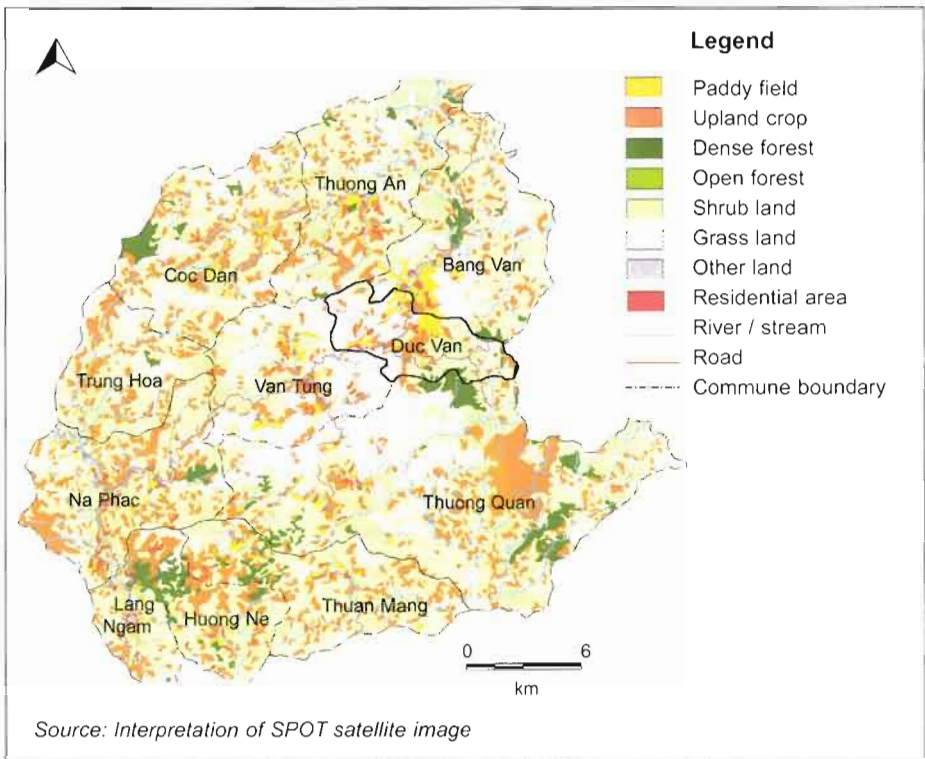 Legend
Paddy field
Upland crop
Dense forest
Open forest
Shrub land
Grass land
Other land
Residential area
River / stream
Road
Commune boundary
Thuong An
Bang Van
Coc Dan
Duc Van
Trung Hoa
Van Tung
Na Phac
Thuong Quan
Lang
Ngam
Huong Ne
Thuan Mang
0 6
km
Source: Interpretation of SPOT satellite image